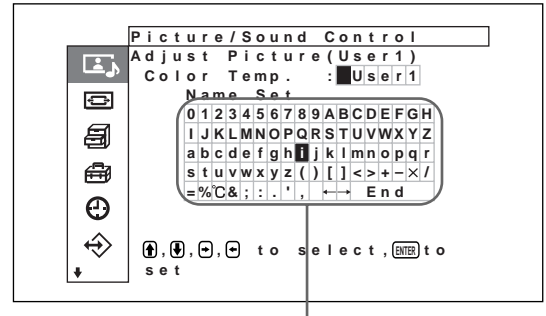 Picture/Sound Control
Adjust Picture(User1)
Color Temp. : User1
Name Set
0123456789ABCDEFGH
IJKLMNOPQRSTUVWXYZ
abcdefghijklmnopqr
stuvwxyz()[]<>+−×/
=%℃&;:.', ←→ End
↑,↓,→,← to select,ENTER to
set